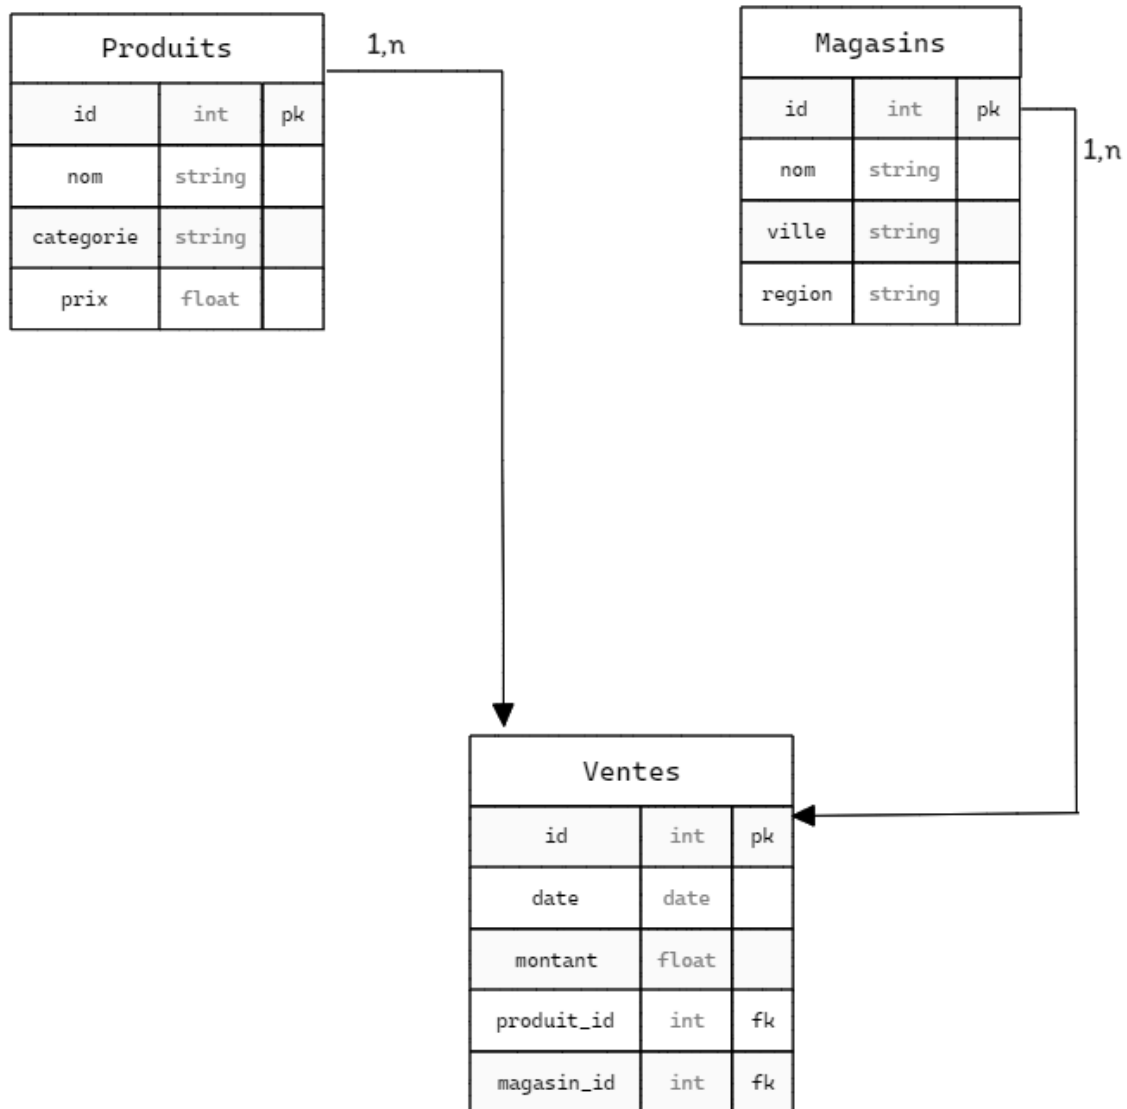 Produits
1,n
id int pk
nom string
categorie string
prix float
Magasins
id int pk
1,n
nom string
ville string
region string
Ventes
id int pk
date date
montant float
produit_id int fk
magasin_id int fk